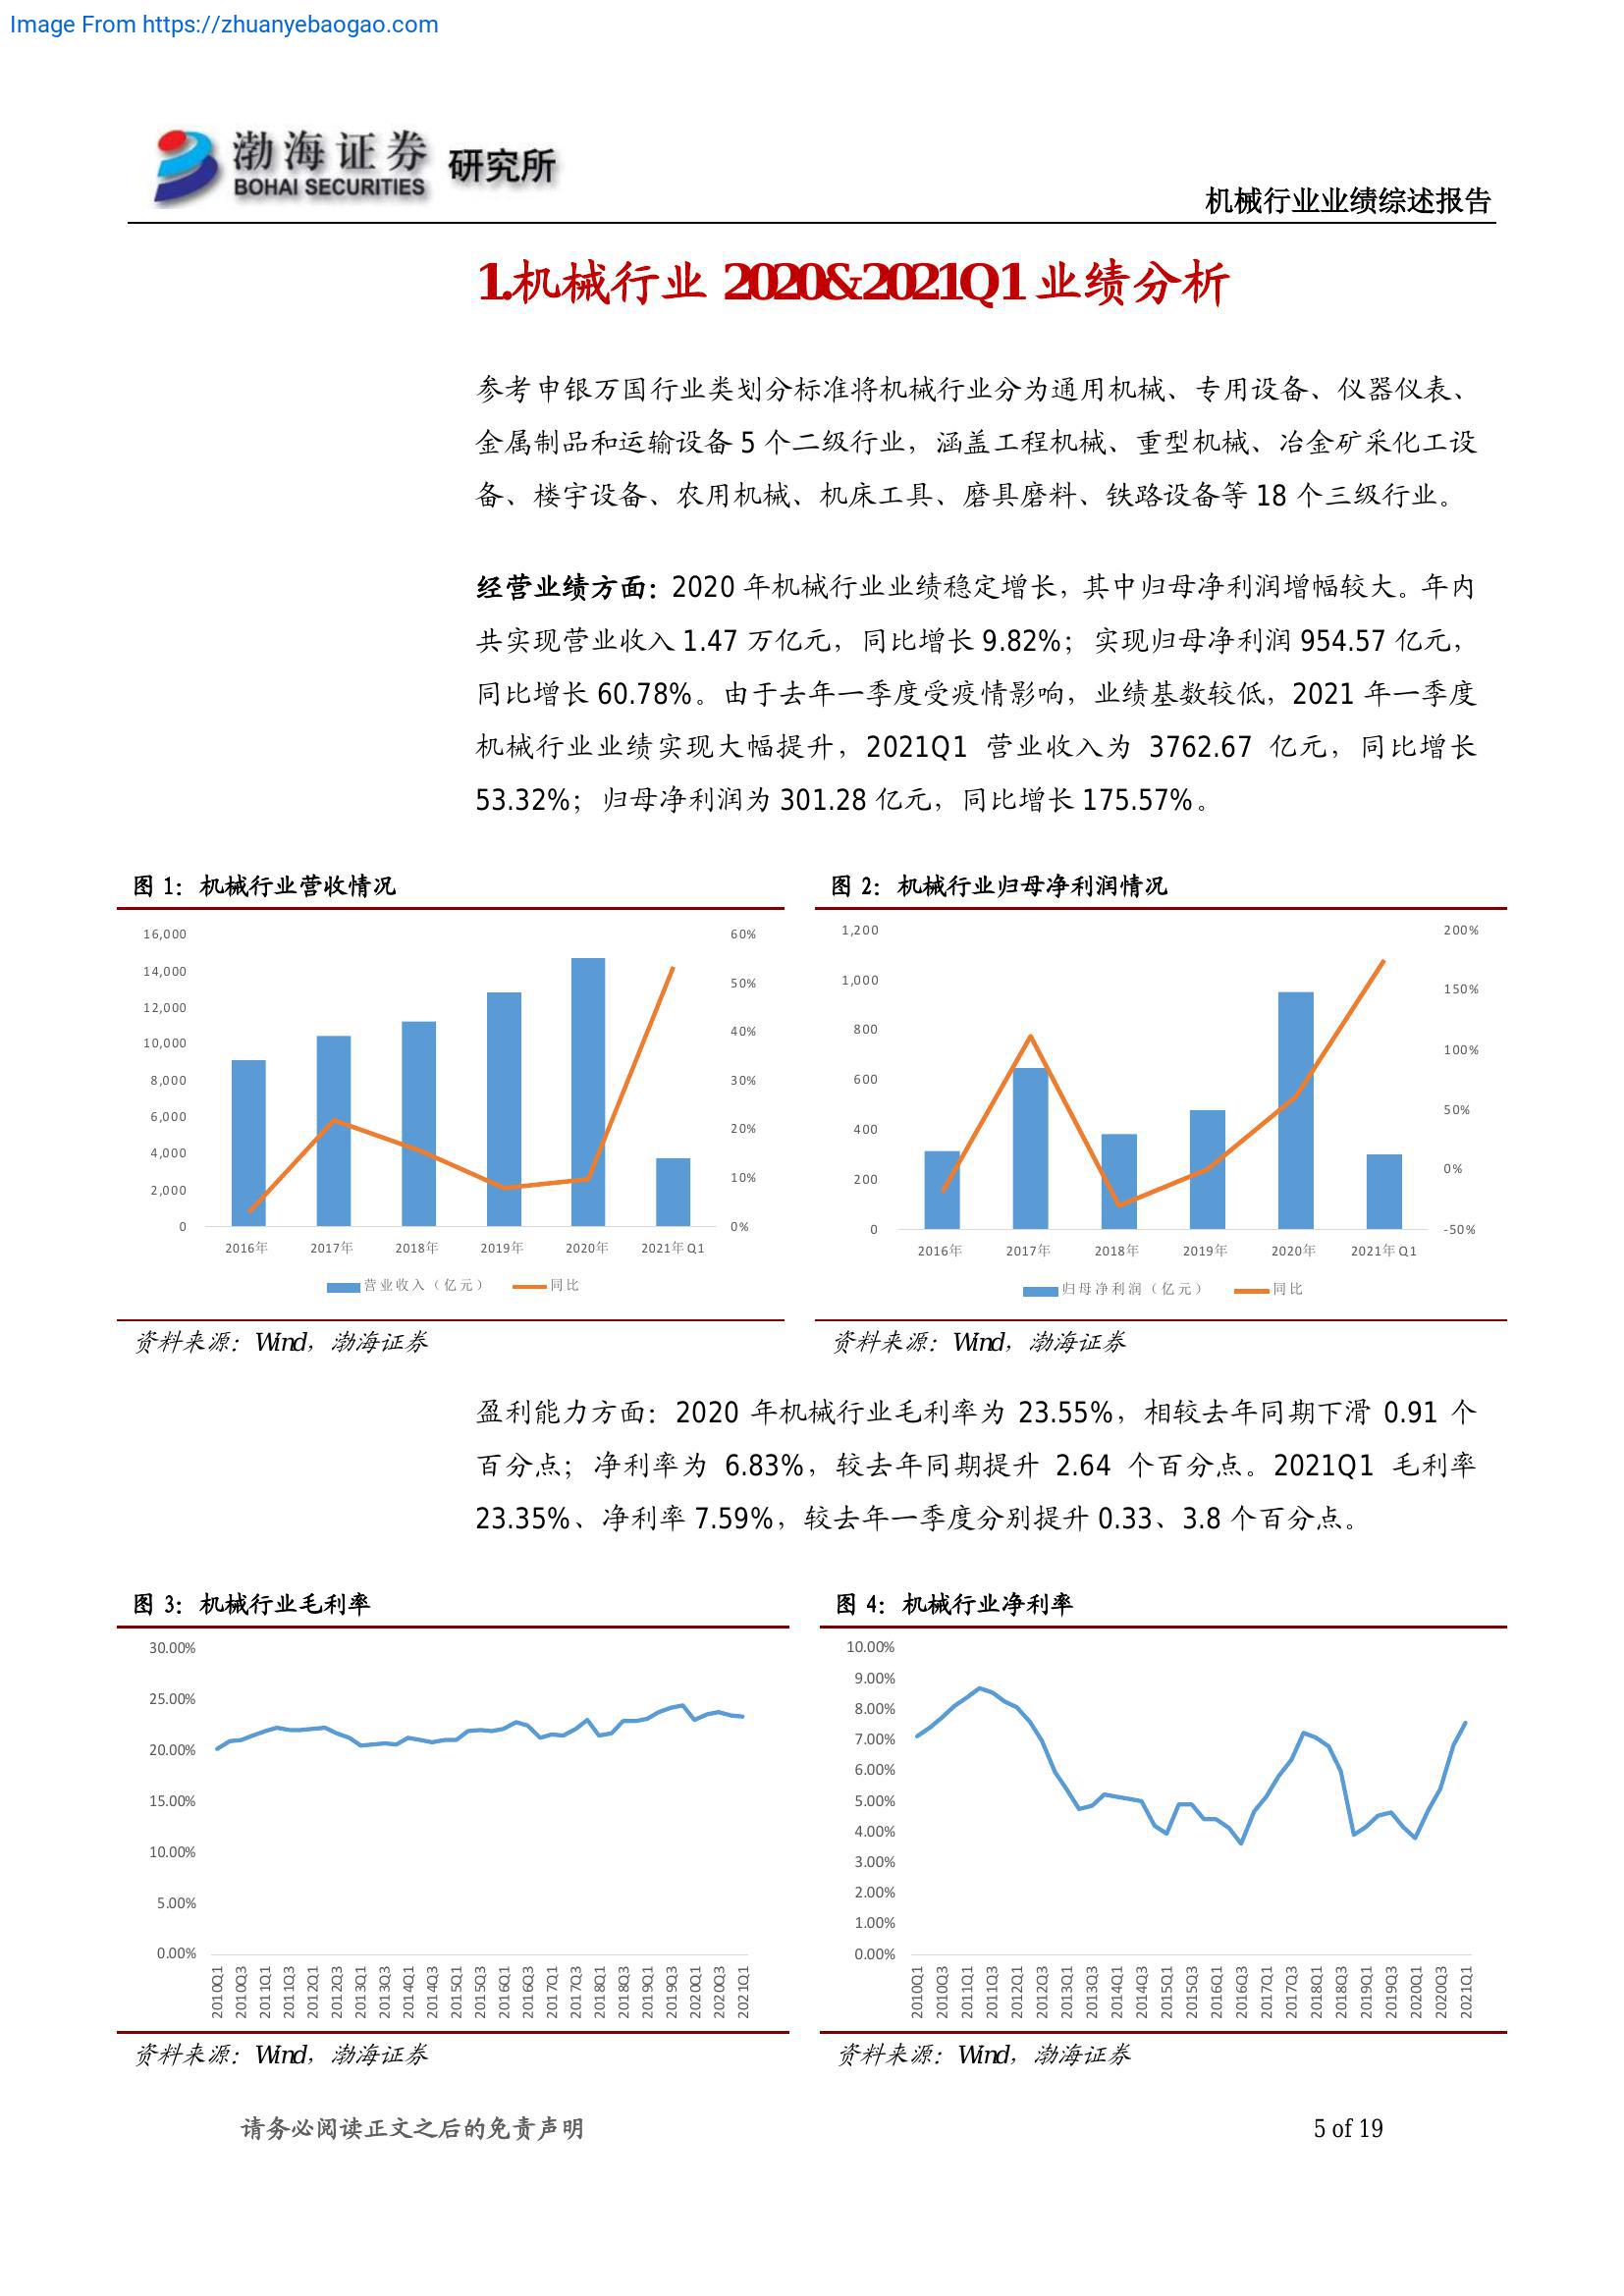 Image From https://zhuanyebaogao.com
渤海证券
BOHAI SECURITIES
研究所
机械行业业绩综述报告
1.机械行业 2020&2021Q1 业绩分析
参考申银万国行业类划分标准将机械行业分为通用机械、专用设备、仪器仪表、
金属制品和运输设备 5 个二级行业，涵盖工程机械、重型机械、冶金矿采化工设
备、楼宇设备、农用机械、机床工具、磨具磨料、铁路设备等 18 个三级行业。
经营业绩方面：2020 年机械行业业绩稳定增长，其中归母净利润增幅较大。年内
共实现营业收入 1.47 万亿元，同比增长 9.82%；实现归母净利润 954.57 亿元，
同比增长 60.78%。由于去年一季度受疫情影响，业绩基数较低，2021 年一季度
机械行业业绩实现大幅提升，2021Q1 营业收入为 3762.67 亿元，同比增长
53.32%；归母净利润为 301.28 亿元，同比增长 175.57%。
图 1：机械行业营收情况
16,000
14,000
12,000
10,000
8,000
6,000
4,000
2,000
0
60%
50%
40%
30%
20%
10%
0%
2016年 2017年 2018年 2019年 2020年 2021年Q1
营业收入（亿元） 同比
资料来源：Wind，渤海证券
图 2：机械行业归母净利润情况
1,200
1,000
800
600
400
200
0
200%
150%
100%
50%
0%
-50%
2016年 2017年 2018年 2019年 2020年 2021年Q1
归母净利润（亿元） 同比
资料来源：Wind，渤海证券
盈利能力方面：2020 年机械行业毛利率为 23.55%，相较去年同期下滑 0.91 个
百分点；净利率为 6.83%，较去年同期提升 2.64 个百分点。2021Q1 毛利率
23.35%、净利率 7.59%，较去年一季度分别提升 0.33、3.8 个百分点。
图 3：机械行业毛利率
30.00%
25.00%
20.00%
15.00%
10.00%
5.00%
0.00%
2010Q1 2010Q3 2011Q1 2011Q3 2012Q1 2012Q3 2013Q1 2013Q3 2014Q1 2014Q3 2015Q1 2015Q3 2016Q1 2016Q3 2017Q1 2017Q3 2018Q1 2018Q3 2019Q1 2019Q3 2020Q1 2020Q3 2021Q1
资料来源：Wind，渤海证券
图 4：机械行业净利率
10.00%
9.00%
8.00%
7.00%
6.00%
5.00%
4.00%
3.00%
2.00%
1.00%
0.00%
2010Q1 2010Q3 2011Q1 2011Q3 2012Q1 2012Q3 2013Q1 2013Q3 2014Q1 2014Q3 2015Q1 2015Q3 2016Q1 2016Q3 2017Q1 2017Q3 2018Q1 2018Q3 2019Q1 2019Q3 2020Q1 2020Q3 2021Q1
资料来源：Wind，渤海证券
请务必阅读正文之后的免责声明
5 of 19